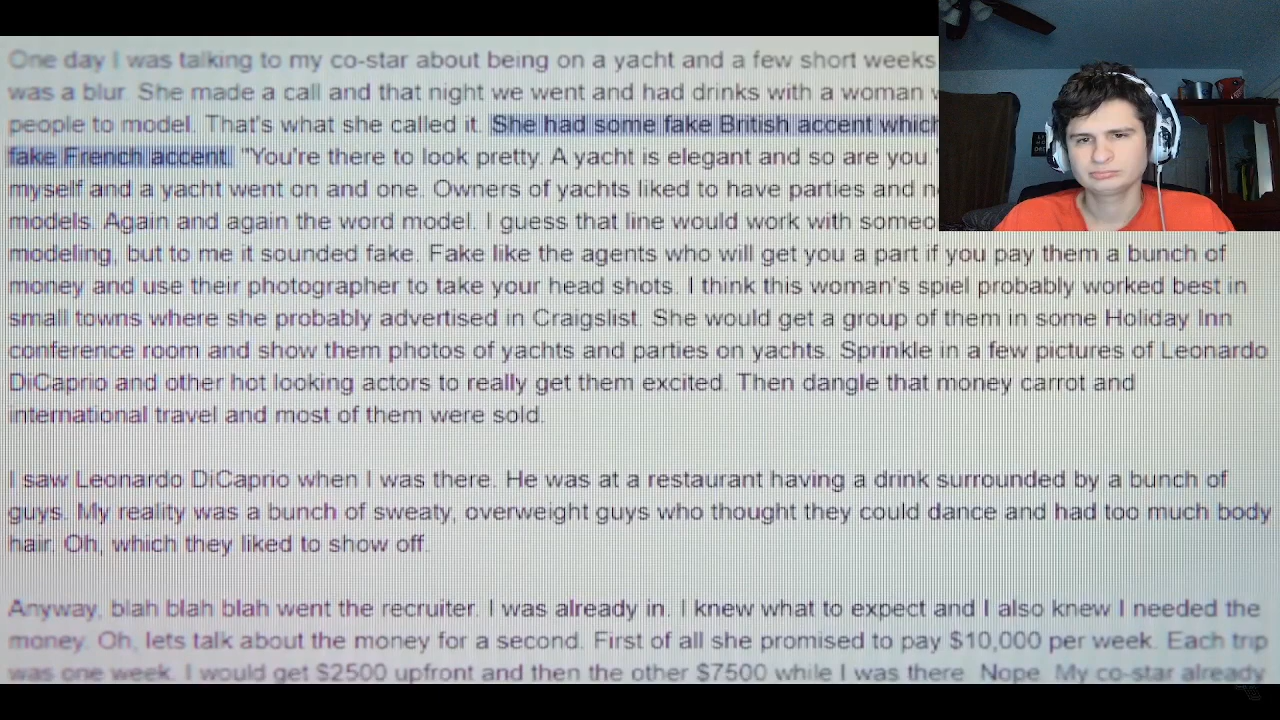 One day I was talking to my co-star about being on a yacht and a few short weeks
was a blur. She made a call and that night we went and had drinks with a woman
people to model. That's what she called it. She had some fake British accent which
fake French accent. "You're there to look pretty. A yacht is elegant and so are you."
myself and a yacht went on and one. Owners of yachts liked to have parties and
models. Again and again the word model. I guess that line would work with
modeling, but to me it sounded fake. Fake like the agents who will get you a part if you pay them a bunch of
money and use their photographer to take your head shots. I think this woman's spiel probably worked best in
small towns where she probably advertised in Craigslist. She would get a group of them in some Holiday Inn
conference room and show them photos of yachts and parties on yachts. Sprinkle in a few pictures of Leonardo
DiCaprio and other hot looking actors to really get them excited. Then dangle that money carrot and
international travel and most of them were sold.
I saw Leonardo DiCaprio when I was there. He was at a restaurant having a drink surrounded by a bunch of
guys. My reality was a bunch of sweaty, overweight guys who thought they could dance and had too much body
hair. Oh, which they liked to show off.
Anyway, blah blah blah went the recruiter. I was already in. I knew what to expect and I also knew I needed the
money. Oh, lets talk about the money for a second. First of all she promised to pay $10,000 per week. Each trip
was one week. I would get $2500 upfront and then the other $7500 while I was there. Nope. My co-star already